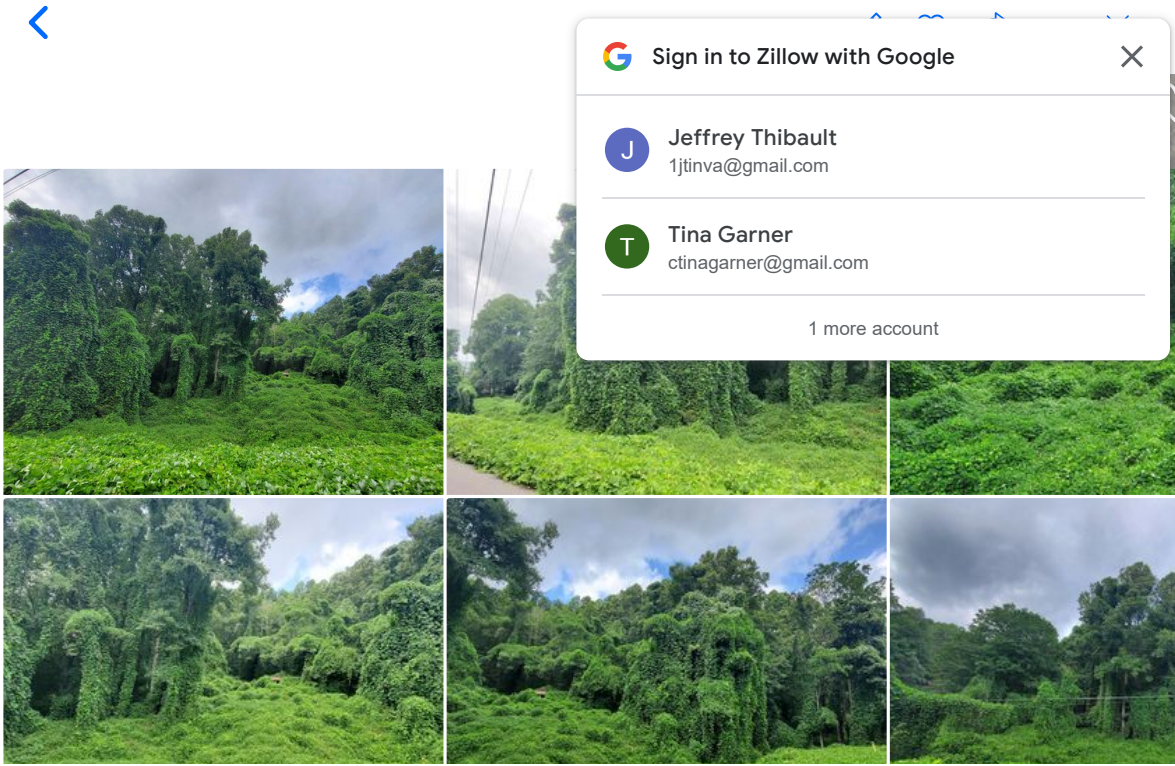 Sign in to Zillow with Google
J
Jeffrey Thibault
1jtinva@gmail.com
T
Tina Garner
ctinagarner@gmail.com
1 more account